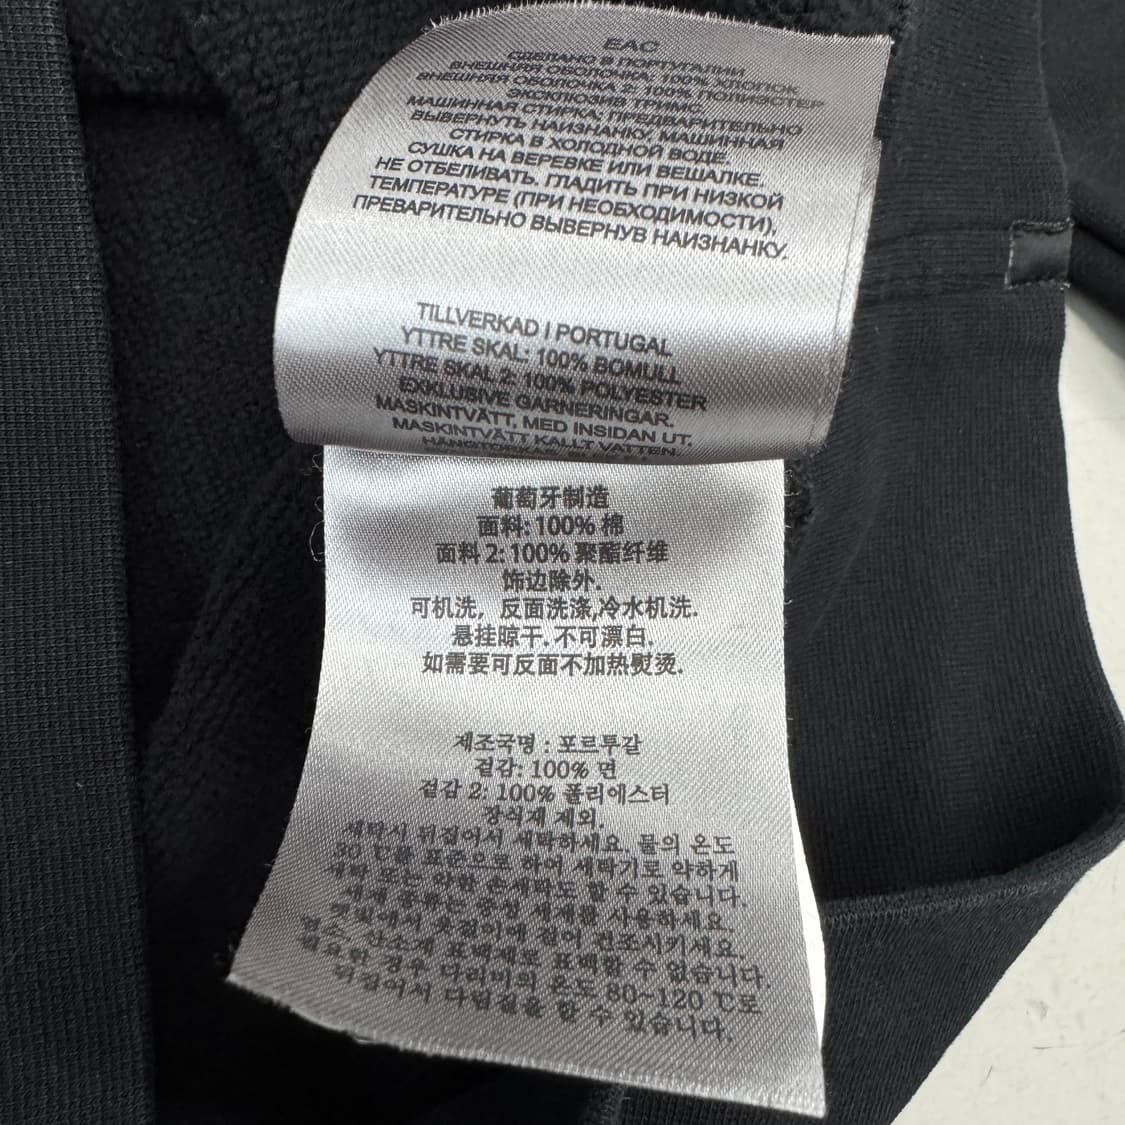 EAC
СДЕЛАНО В ПОРТУГАЛИИ
ВНЕШНЯЯ ОБОЛОЧКА, 100% ХЛОПОК
ВНЕШНЯЯ ОБОЛОЧКА 2: 100% ПОЛИЭСТЕР
ЭКСКЛЮЗИВ ТРИМС
МАШИННАЯ СТИРКА; ПРЕДВАРИТЕЛЬНО
ВЫВЕРНУТЬ НАИЗНАНКУ, МАШИННАЯ
СТИРКА В ХОЛОДНОЙ ВОДЕ.
СУШКА НА ВЕРЕВКЕ ИЛИ ВЕШАЛКЕ.
НЕ ОТБЕЛИВАТЬ. ГЛАДИТЬ ПРИ НИЗКОЙ
ТЕМПЕРАТУРЕ (ПРИ НЕОБХОДИМОСТИ),
ПРЕВАРИТЕЛЬНО ВЫВЕРНУВ НАИЗНАНКУ.
TILLVERKAD I PORTUGAL
YTTRE SKAL: 100% BOMULL
YTTRE SKAL 2: 100% POLYESTER
EXKLUSIVE GARNERINGAR.
MASKINTVÄTT, MED INSIDAN UT,
MASKINTVÄTT KALLT VATTEN.
葡萄牙制造
面料: 100% 棉
面料 2: 100% 聚酯纤维
饰边除外.
可机洗, 反面洗涤,冷水机洗.
悬挂晾干. 不可漂白.
如需要可反面不加热熨烫.
제조국명 : 포르투갈
겉감: 100% 면
겉감 2: 100% 폴리에스터
장식재 제외.
세탁시 뒤집어서 세탁하세요. 물의 온도
30 ℃를 표준으로 하여 세탁기로 약하게
세탁 또는 약한 손세탁도 할 수 있습니다.
세제 종류는 중성 세제를 사용하세요.
햇빛에서 옷걸이에 걸어 건조시키세요.
염소, 산소계 표백제로 표백할 수 없습니다.
필요한 경우 다리미의 온도 80~120 ℃로
뒤집어서 다림질을 할 수 있습니다.